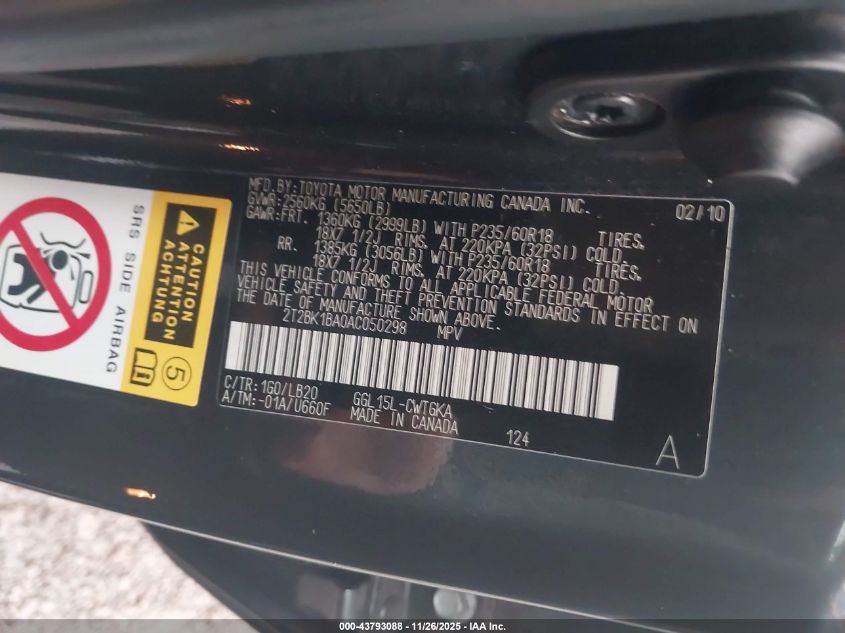 MFD.BY:TOYOTA MOTOR MANUFACTURING CANADA INC. 02/10
GVWR:2560KG (5650LB)
GAWR:FRT. 1360KG (2999LB) WITH P235/60R18 TIRES.
18X7 1/2J RIMS. AT 220KPA (32PSI) COLD.
RR. 1385KG (3056LB) WITH P235/60R18 TIRES.
18X7 1/2J RIMS. AT 220KPA (32PSI) COLD.
THIS VEHICLE CONFORMS TO ALL APPLICABLE FEDERAL MOTOR
VEHICLE SAFETY AND THEFT PREVENTION STANDARDS IN EFFECT ON
THE DATE OF MANUFACTURE SHOWN ABOVE.
2T2BK1BA0AC050298 MPV
C/TR:1G0/LB20 GGL15L-CWTGKA
A/TM:-01A/U660F MADE IN CANADA 124
A
CAUTION
ATTENTION
ACHTUNG
5
SRS SIDE AIRBAG
000-43793088 - 11/26/2025 - IAA Inc.